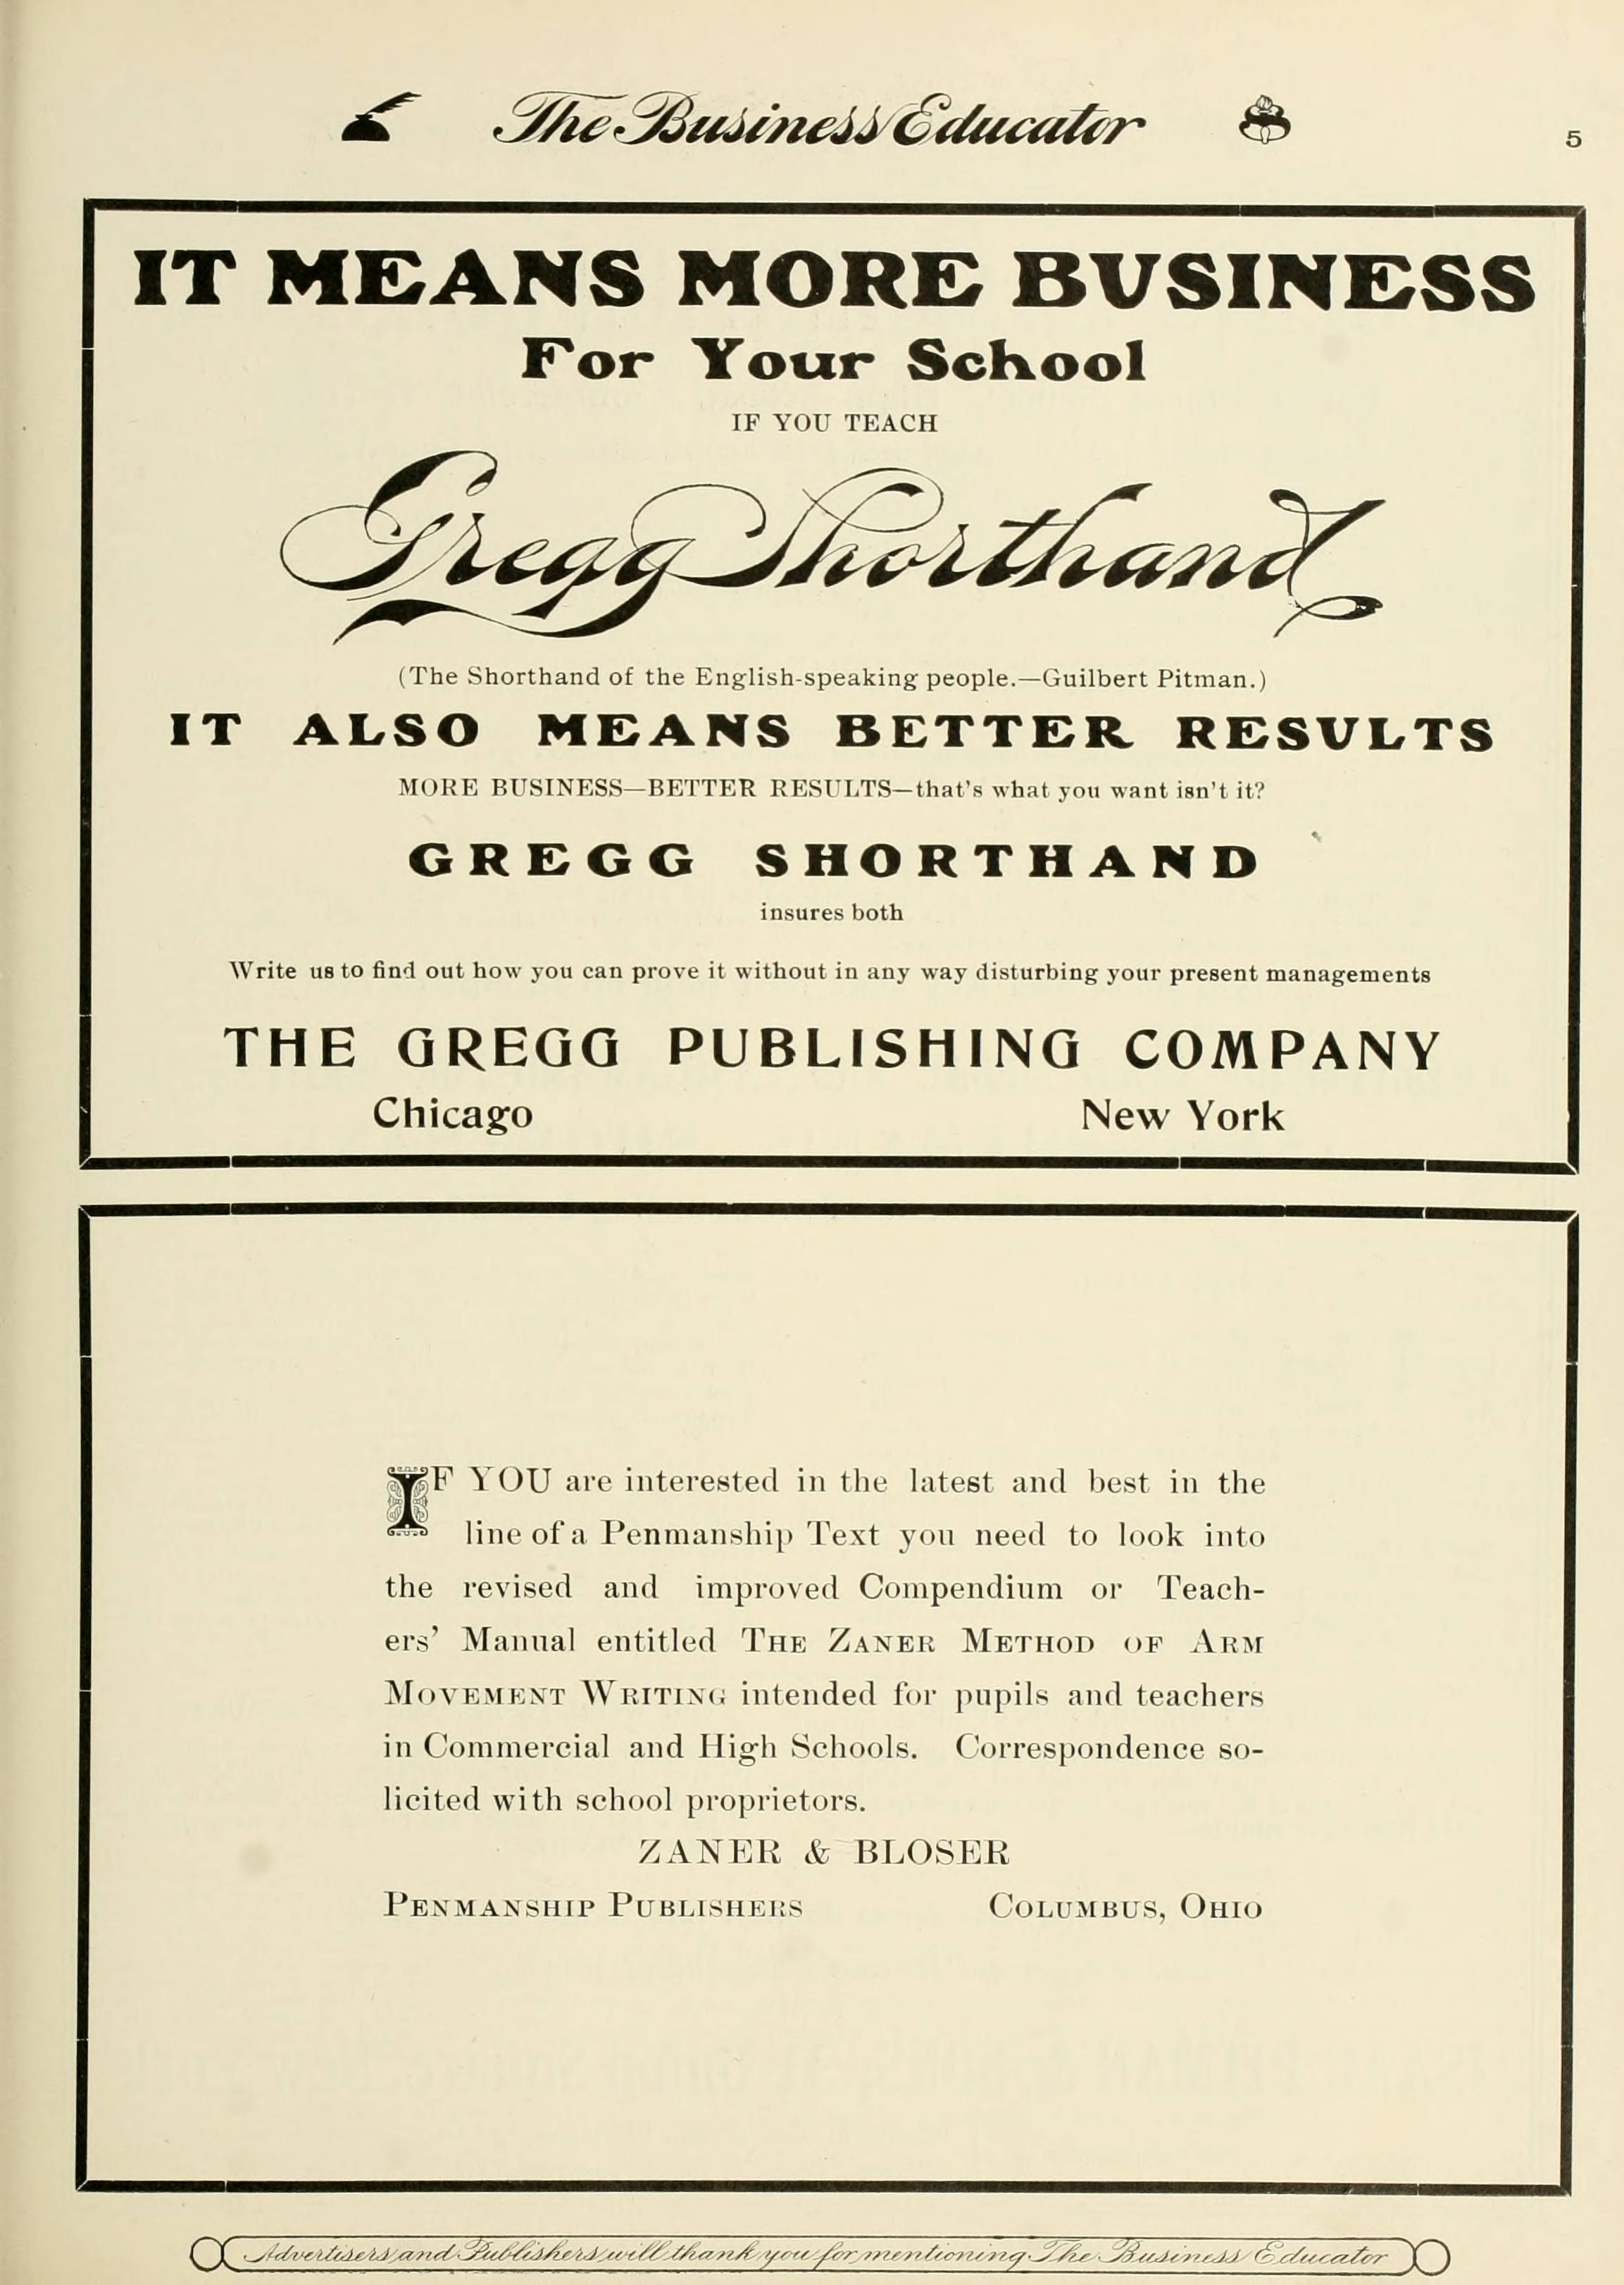 The Business Educator
5
IT MEANS MORE BUSINESS
For Your School
IF YOU TEACH
Gregg Shorthand
(The Shorthand of the English-speaking people.—Guilbert Pitman.)
IT ALSO MEANS BETTER RESULTS
MORE BUSINESS—BETTER RESULTS—that's what you want isn't it?
GREGG SHORTHAND
insures both
Write us to find out how you can prove it without in any way disturbing your present managements
THE GREGG PUBLISHING COMPANY
Chicago New York
IF YOU are interested in the latest and best in the
line of a Penmanship Text you need to look into
the revised and improved Compendium or Teach-
ers' Manual entitled THE ZANER METHOD OF ARM
MOVEMENT WRITING intended for pupils and teachers
in Commercial and High Schools. Correspondence so-
licited with school proprietors.
ZANER & BLOSER
PENMANSHIP PUBLISHERS COLUMBUS, OHIO
Advertisers and Publishers will thank you for mentioning The Business Educator